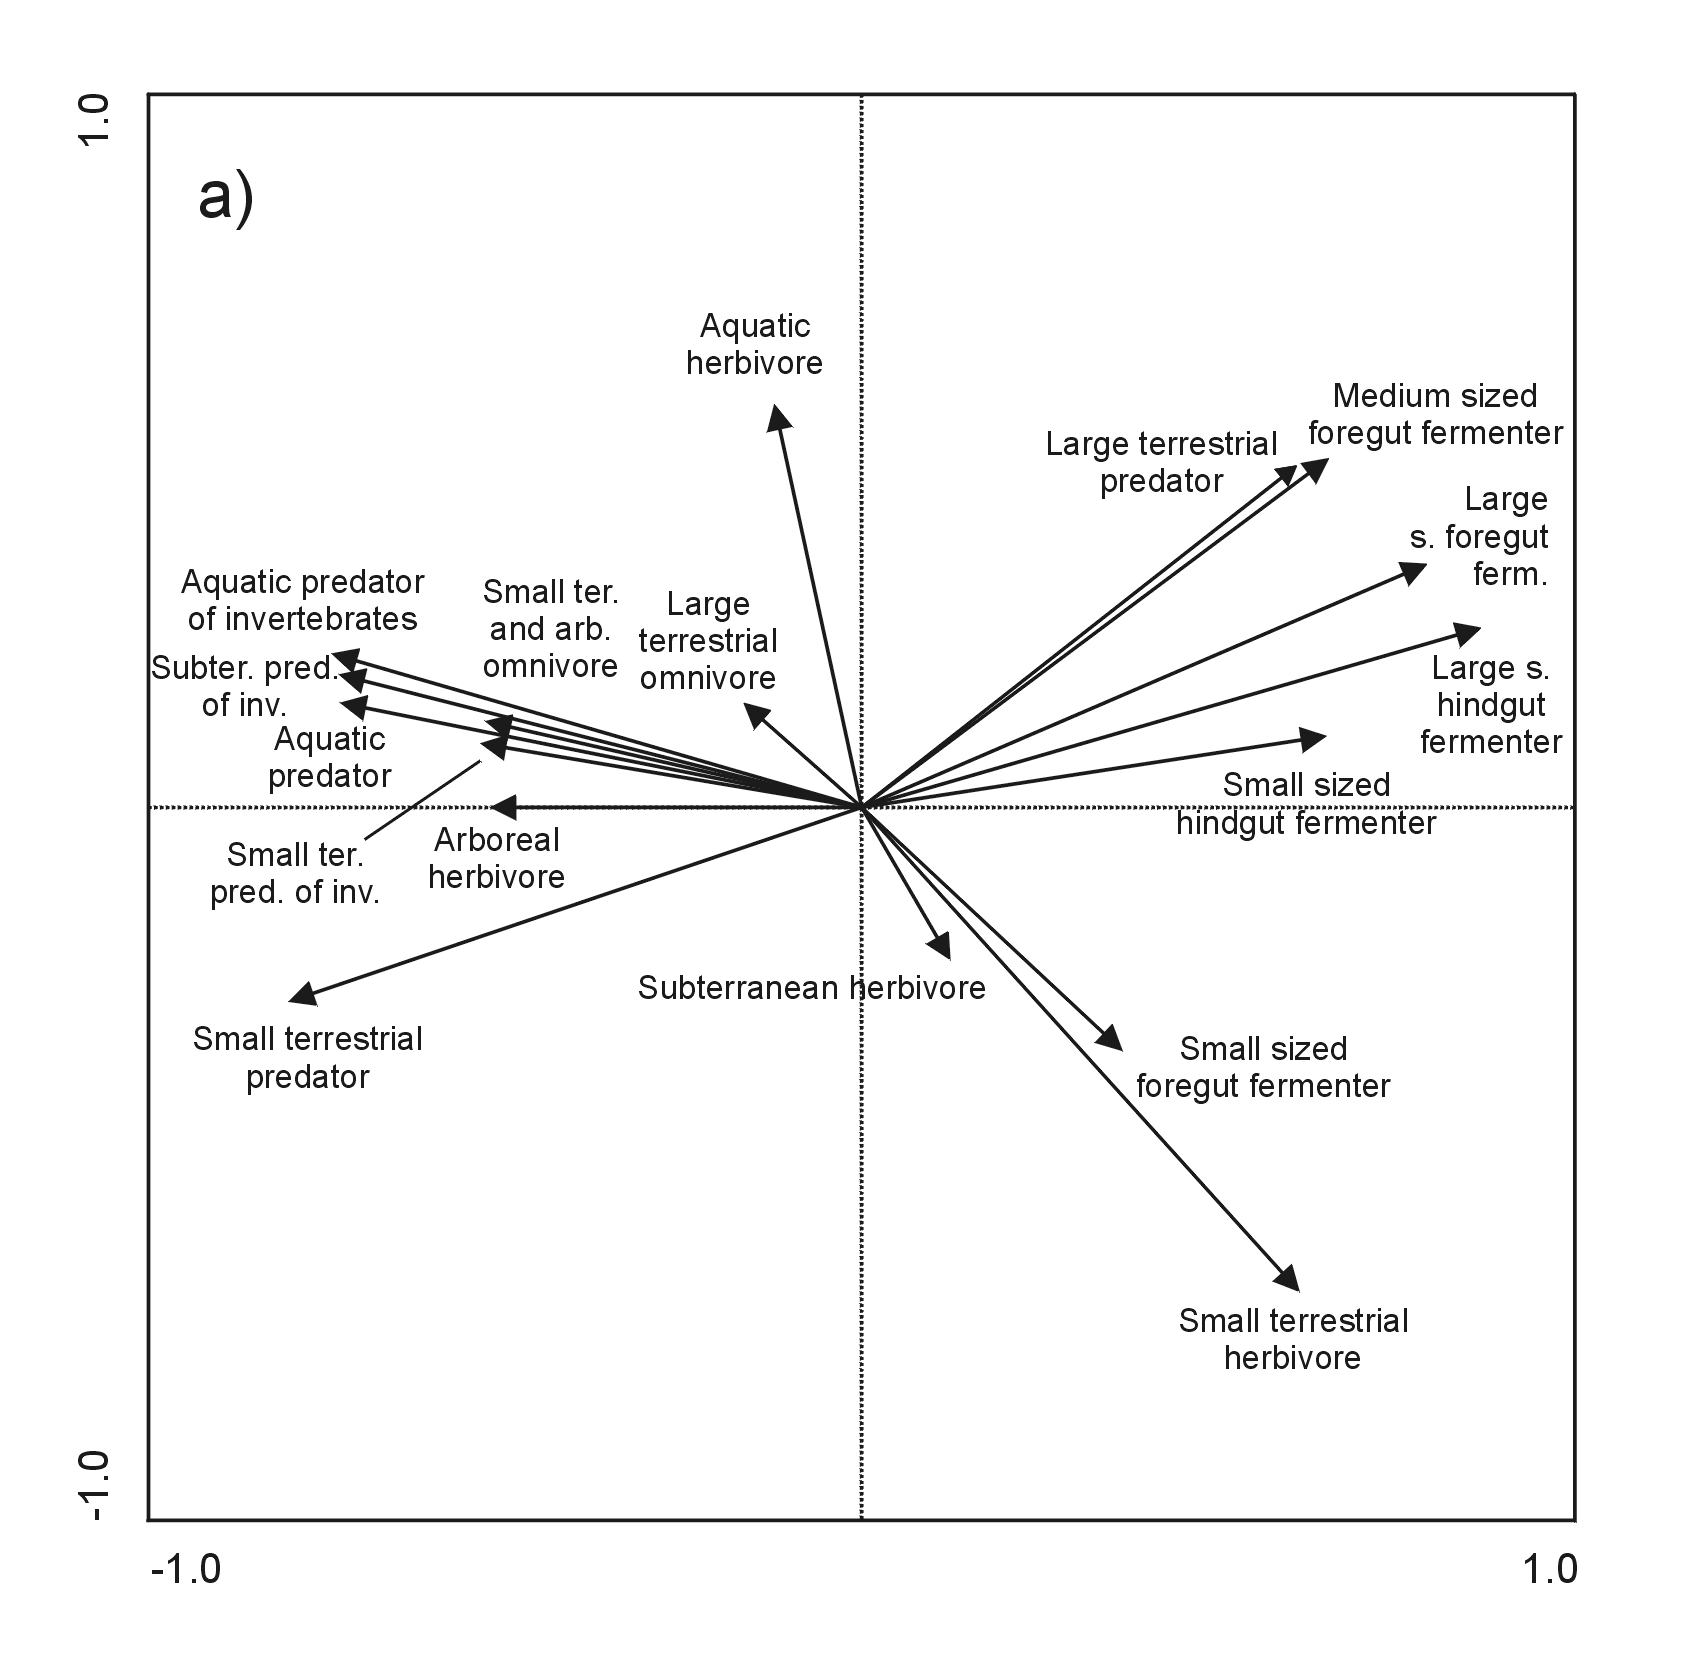 1.0
a)
Aquatic
herbivore
Medium sized
foregut fermenter
Large terrestrial
predator
Large
s. foregut
ferm.
Aquatic predator
of invertebrates
Small ter.
and arb.
omnivore
Large
terrestrial
omnivore
Subter. pred.
of inv.
Large s.
hindgut
fermenter
Aquatic
predator
Small sized
hindgut fermenter
Small ter.
pred. of inv.
Arboreal
herbivore
Subterranean herbivore
Small terrestrial
predator
Small sized
foregut fermenter
Small terrestrial
herbivore
-1.0
-1.0
1.0